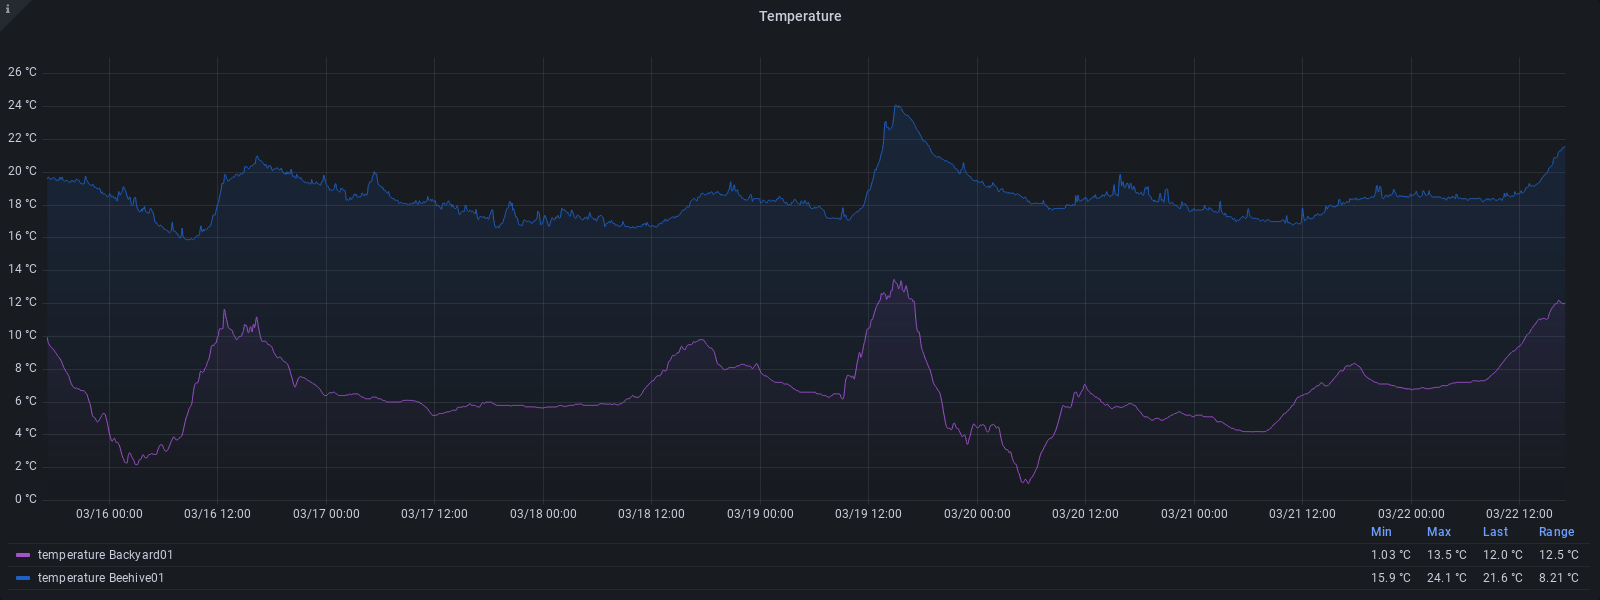 i
Temperature
26 °C
24 °C
22 °C
20 °C
18 °C
16 °C
14 °C
12 °C
10 °C
8 °C
6 °C
4 °C
2 °C
0 °C
03/16 00:00 03/16 12:00 03/17 00:00 03/17 12:00 03/18 00:00 03/18 12:00 03/19 00:00 03/19 12:00 03/20 00:00 03/20 12:00 03/21 00:00 03/21 12:00 03/22 00:00 03/22 12:00
Min Max Last Range
temperature Backyard01 1.03 °C 13.5 °C 12.0 °C 12.5 °C
temperature Beehive01 15.9 °C 24.1 °C 21.6 °C 8.21 °C